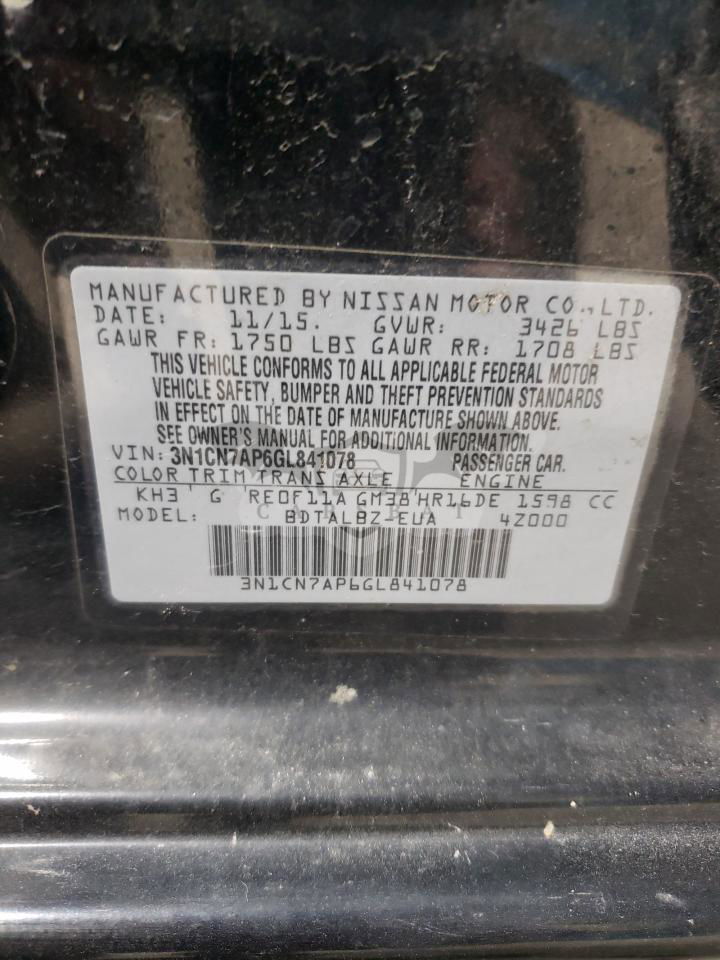 MANUFACTURED BY NISSAN MOTOR CO., LTD.
DATE: 11/15. GVWR: 3426 LBS
GAWR FR: 1750 LBS GAWR RR: 1708 LBS
THIS VEHICLE CONFORMS TO ALL APPLICABLE FEDERAL MOTOR
VEHICLE SAFETY, BUMPER AND THEFT PREVENTION STANDARDS
IN EFFECT ON THE DATE OF MANUFACTURE SHOWN ABOVE.
SEE OWNER'S MANUAL FOR ADDITIONAL INFORMATION.
VIN: 3N1CN7AP6GL841078 PASSENGER CAR.
COLOR TRIM TRANS AXLE ENGINE
KH3 G RE0F11A GM38 HR16DE 1598 CC
CARSBAT
MODEL: BDTALBZ-EUA 4Z000
3N1CN7AP6GL841078